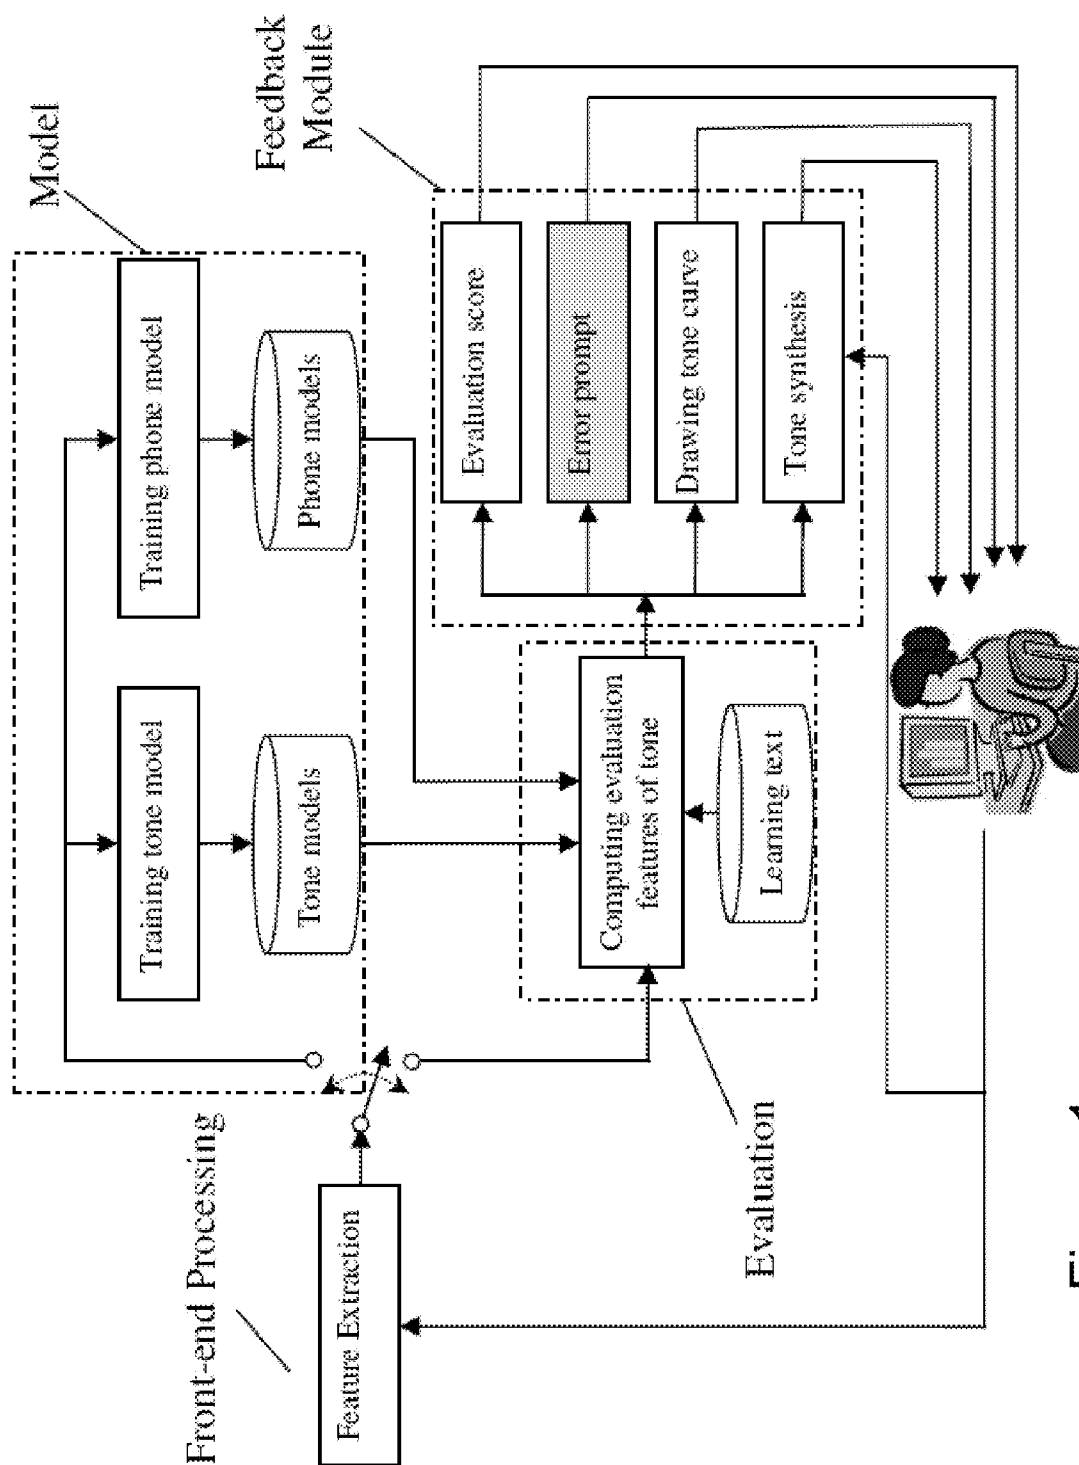 Front-end Processing
Feature Extraction
Model
Training tone model
Tone models
Training phone model
Phone models
Evaluation
Computing evaluation
features of tone
Learning text
Feedback
Module
Evaluation score
Error prompt
Drawing tone curve
Tone synthesis